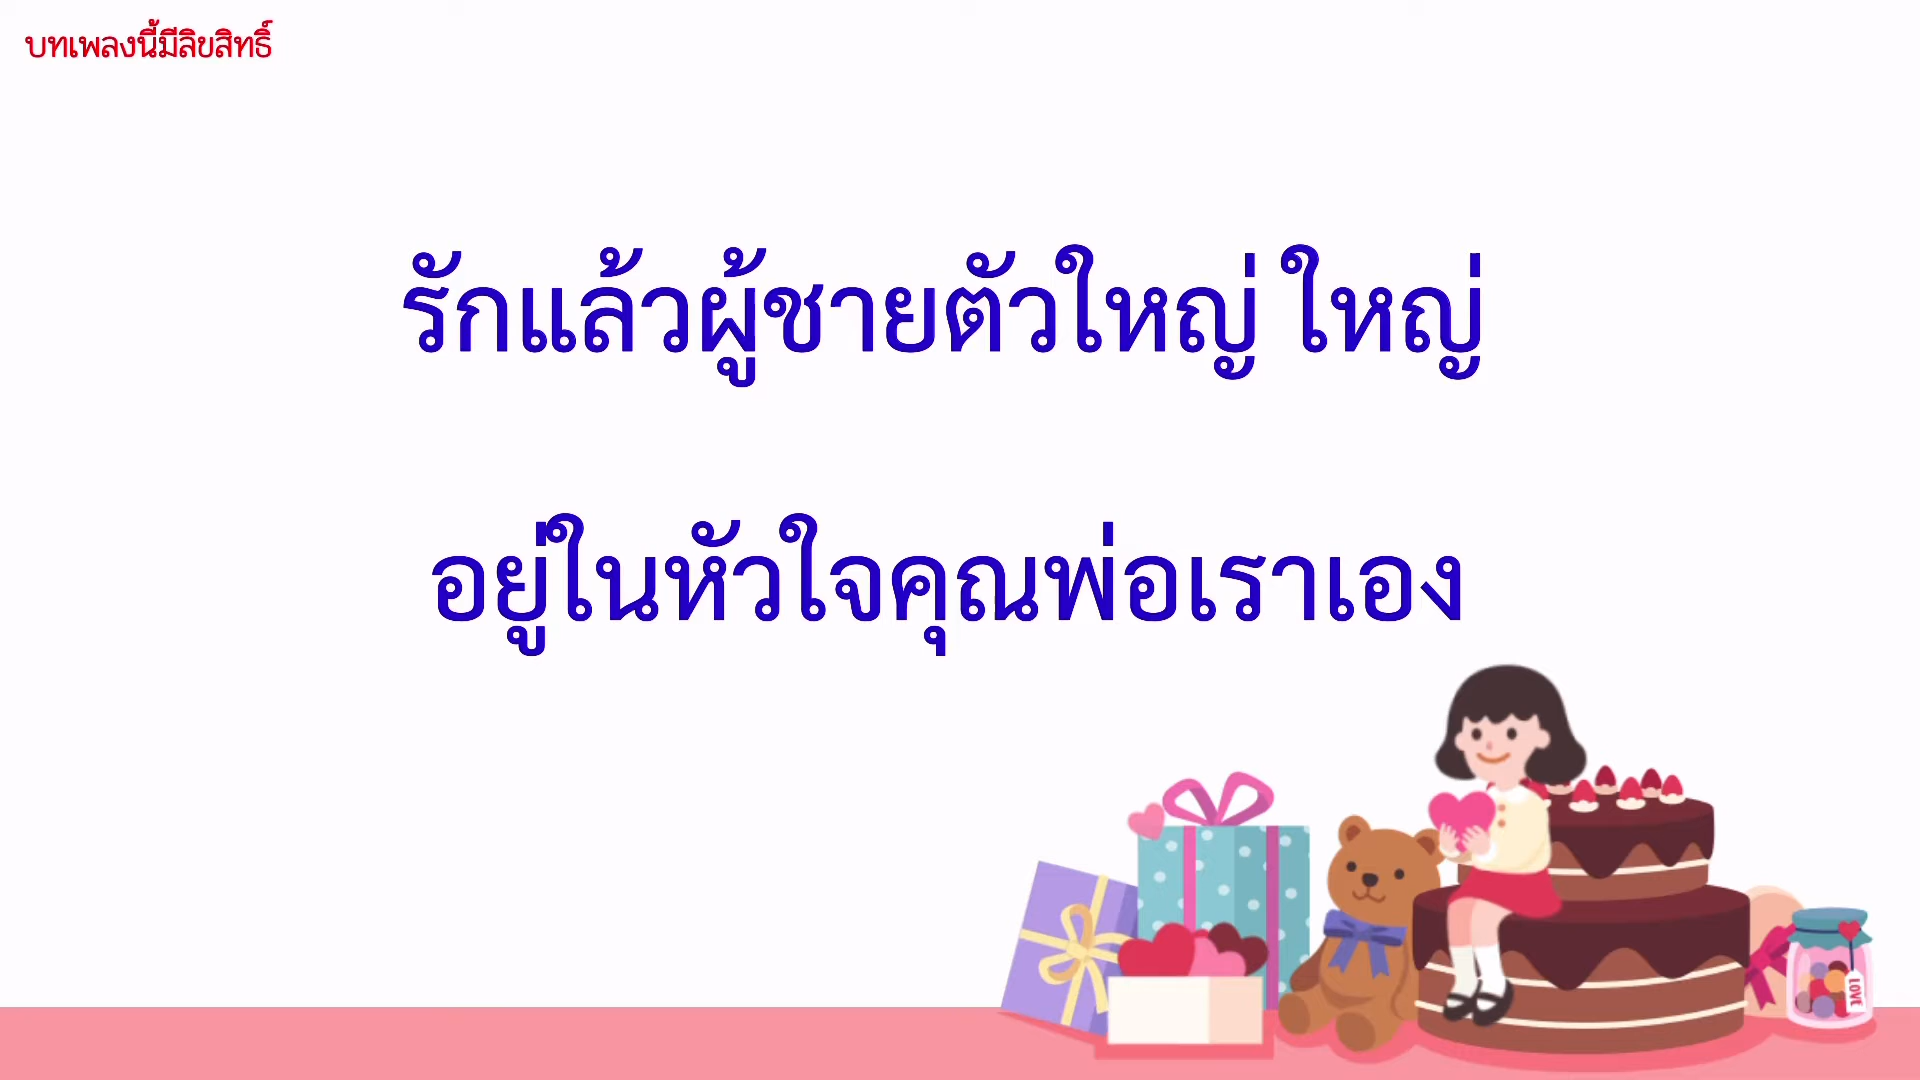 บทเพลงนี้มีลิขสิทธิ์
รักแล้วผู้ชายตัวใหญ่ ใหญ่
อยู่ในหัวใจคุณพ่อเราเอง
LOVE